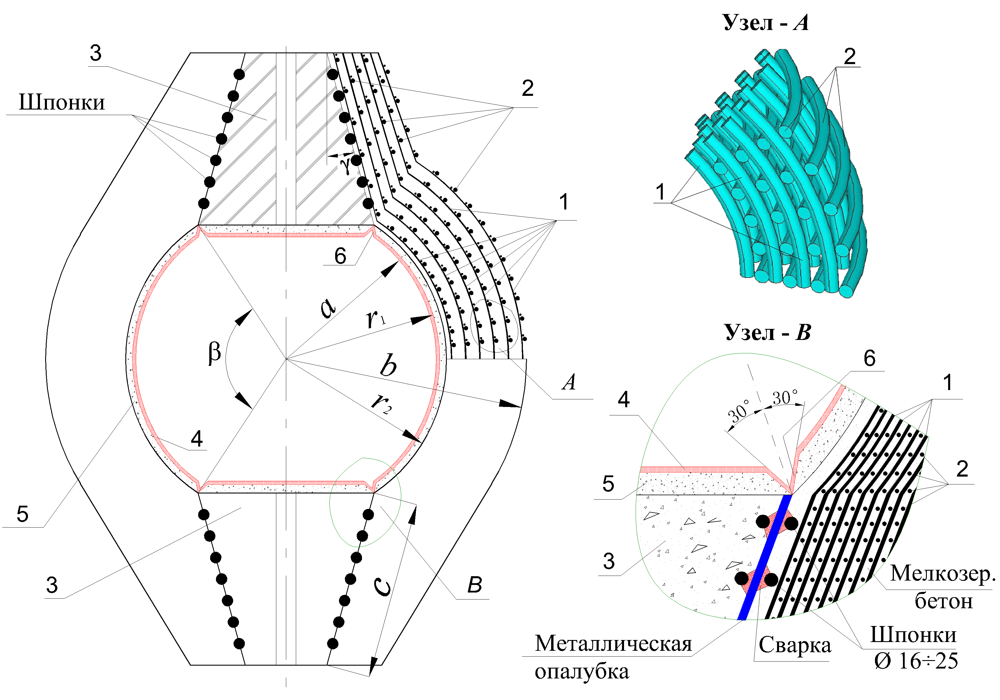 Узел - А
3
2
2
Шпонки
γ
1
1
6
a
r₁
Узел - В
β
b
6
1
А
30°
30°
r₂
4
4
5
2
5
3
3
c
В
Мелкозер.
бетон
Металлическая
опалубка
Сварка
Шпонки
Ø 16÷25